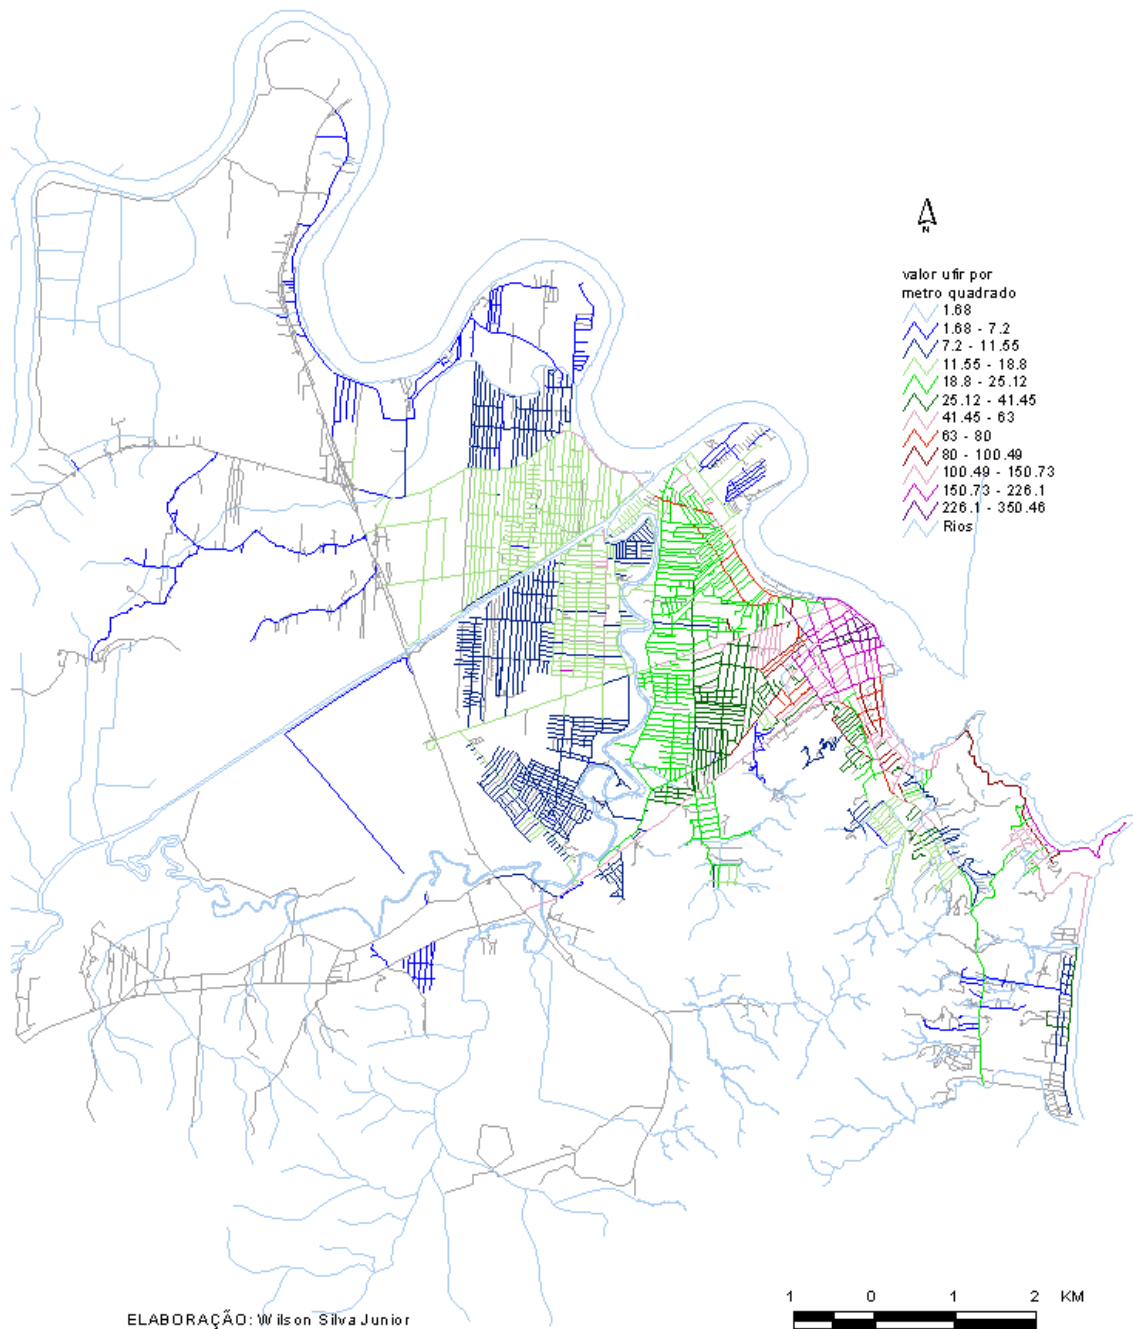 N
valor ufir por
metro quadrado
1.68
1.68 - 7.2
7.2 - 11.55
11.55 - 18.8
18.8 - 25.12
25.12 - 41.45
41.45 - 63
63 - 80
80 - 100.49
100.49 - 150.73
150.73 - 226.1
226.1 - 350.46
Rios
1 0 1 2 KM
ELABORAÇÃO: Wilson Silva Junior